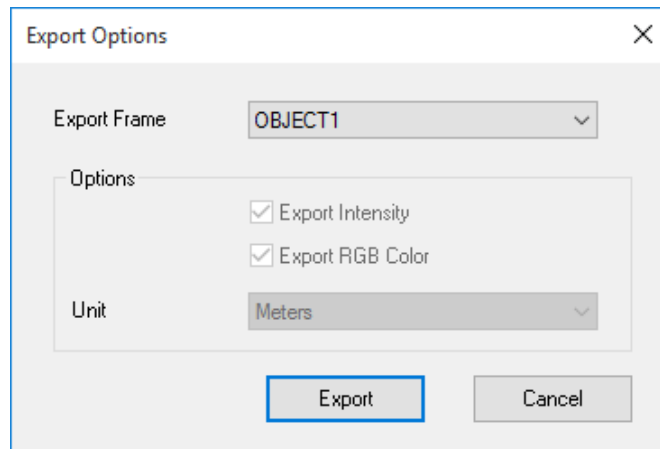 Export Options
Export Frame
OBJECT1
Options
Export Intensity
Export RGB Color
Unit
Meters
Export
Cancel